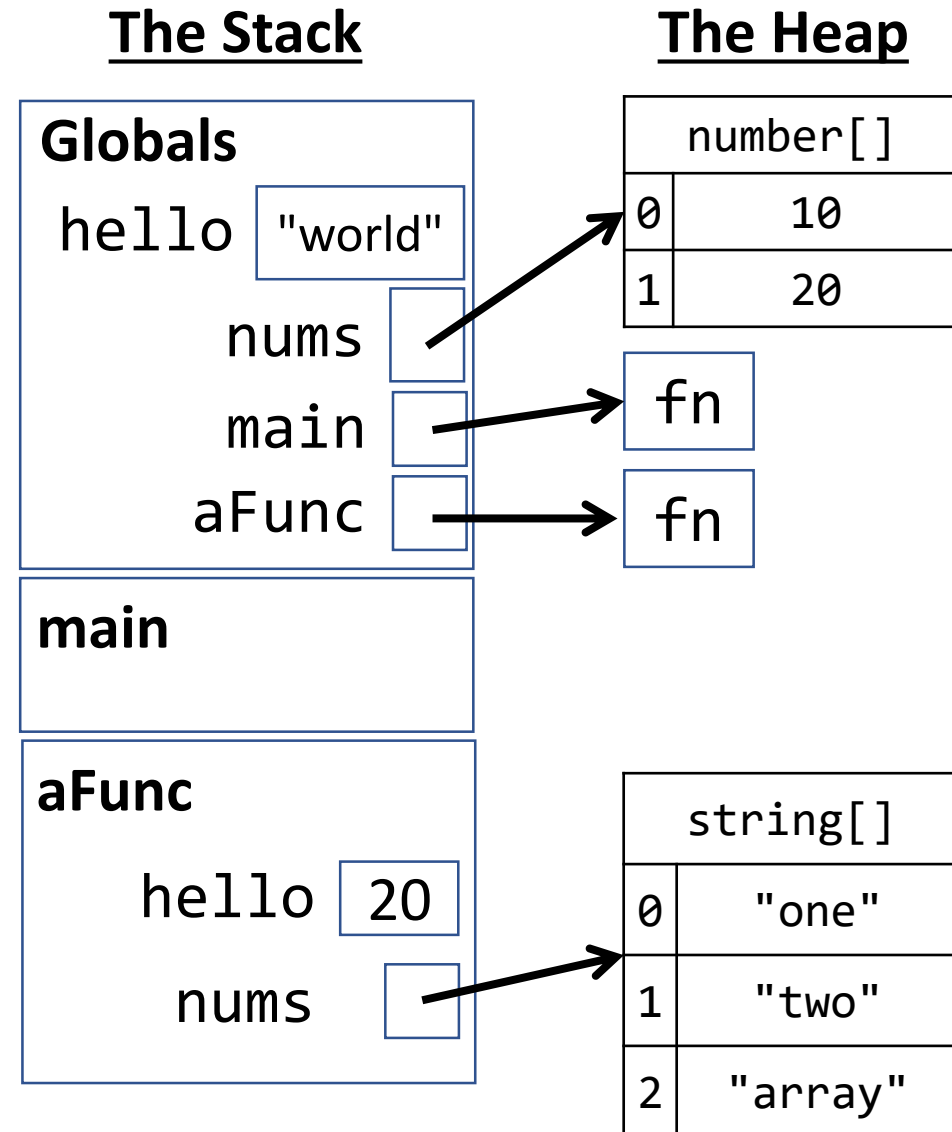 The Stack
The Heap
Globals
hello "world"
nums
main
aFunc
number[]
0 10
1 20
fn
fn
main
aFunc
hello 20
nums
string[]
0 "one"
1 "two"
2 "array"